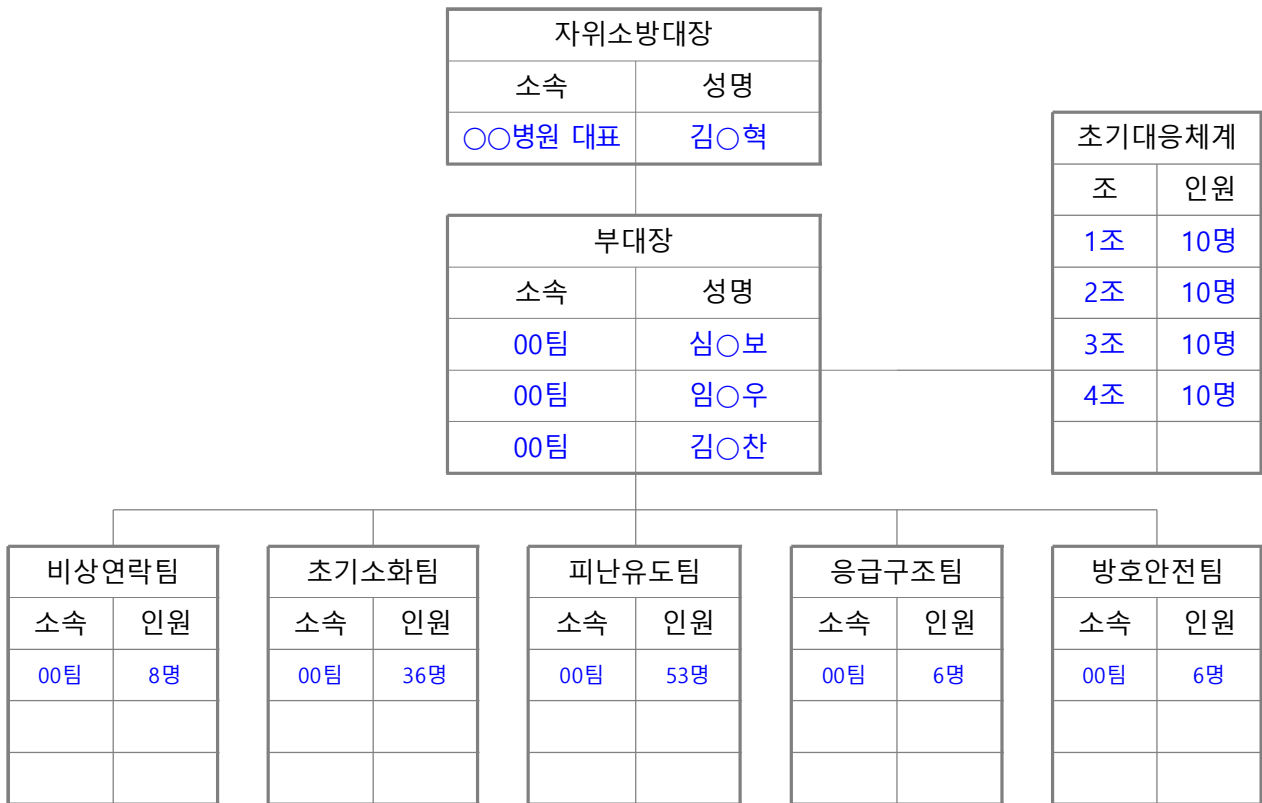 자위소방대장
소속 성명
○○병원 대표 김○혁
부대장
소속 성명
00팀 심○보
00팀 임○우
00팀 김○찬
초기대응체계
조 인원
1조 10명
2조 10명
3조 10명
4조 10명
비상연락팀
소속 인원
00팀 8명
초기소화팀
소속 인원
00팀 36명
피난유도팀
소속 인원
00팀 53명
응급구조팀
소속 인원
00팀 6명
방호안전팀
소속 인원
00팀 6명